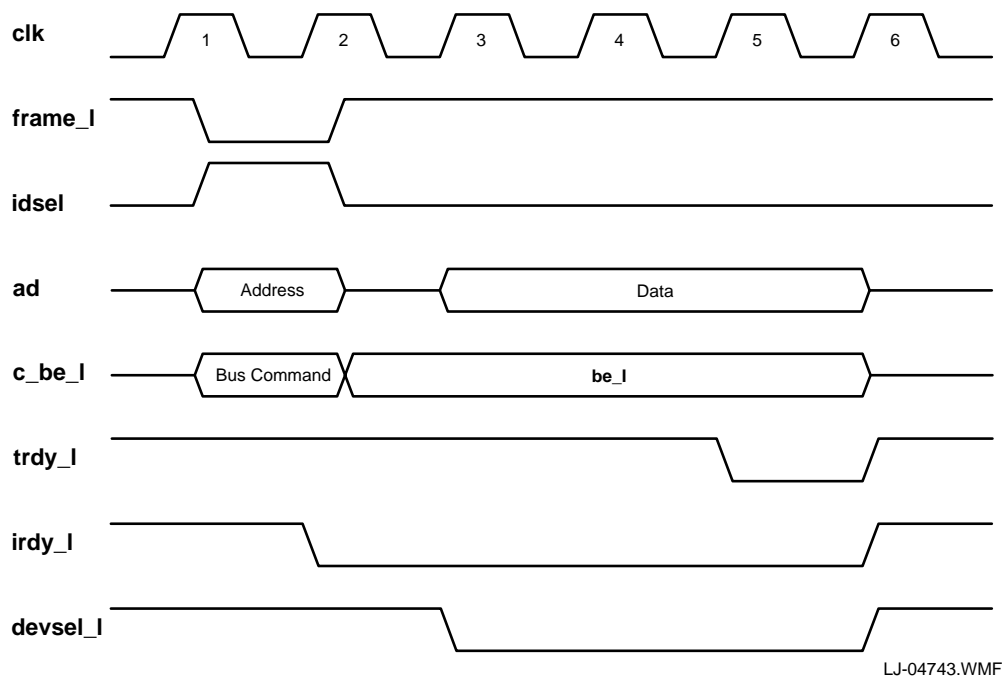 clk
1 2 3 4 5 6
frame_l
idsel
ad
Address
Data
c_be_l
Bus Command
be_l
trdy_l
irdy_l
devsel_l
LJ-04743.WMF